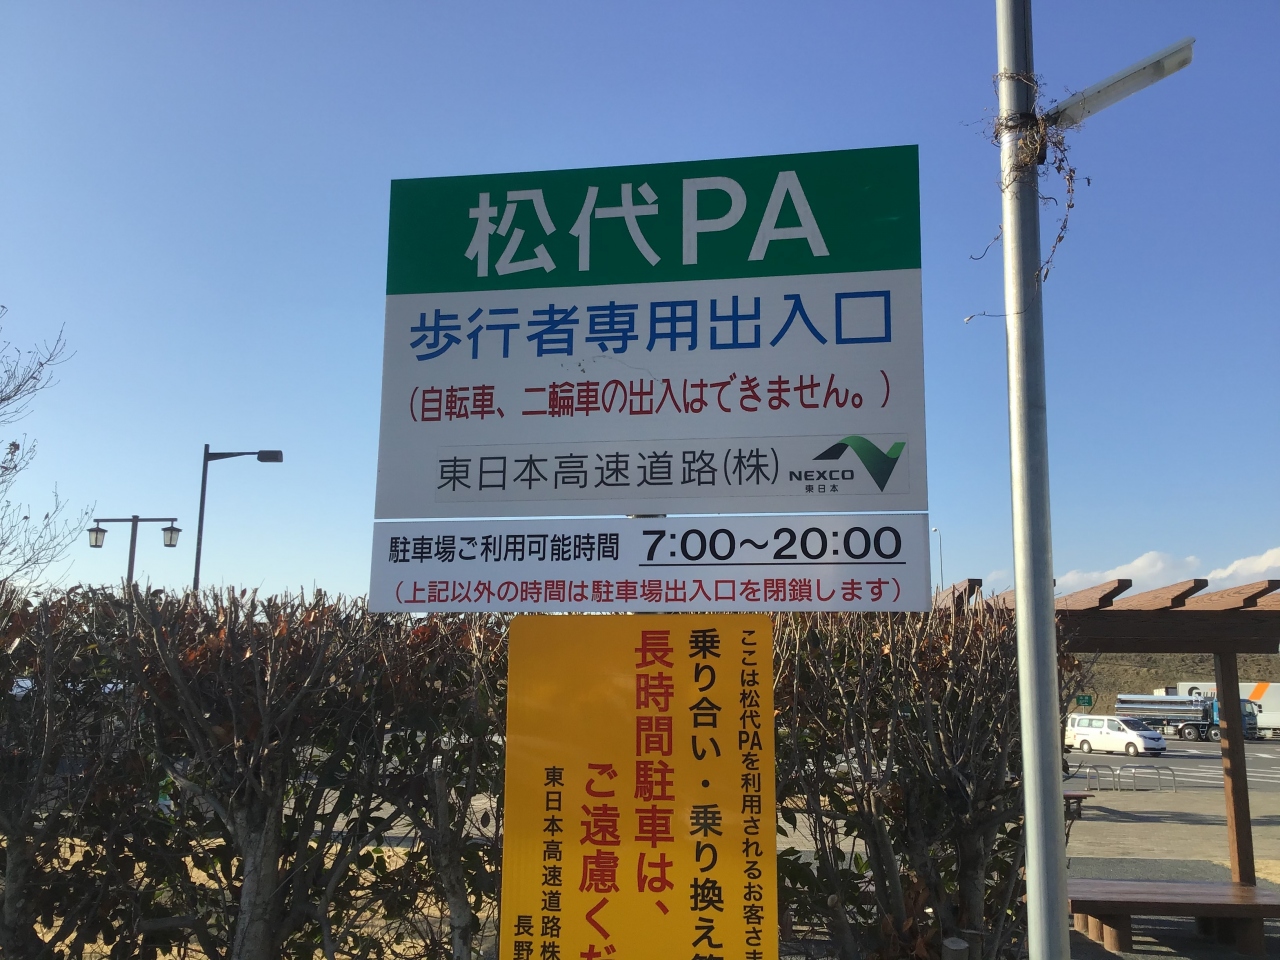 松代PA
歩行者専用出入口
（自転車、二輪車の出入はできません。）
東日本高速道路(株) NEXCO
東日本
駐車場ご利用可能時間 7:00～20:00
（上記以外の時間は駐車場出入口を閉鎖します）
ここは松代PAを利用されるお客さま
乗り合い・乗り換え等
長時間駐車は、
ご遠慮くだ
東日本高速道路株
長野